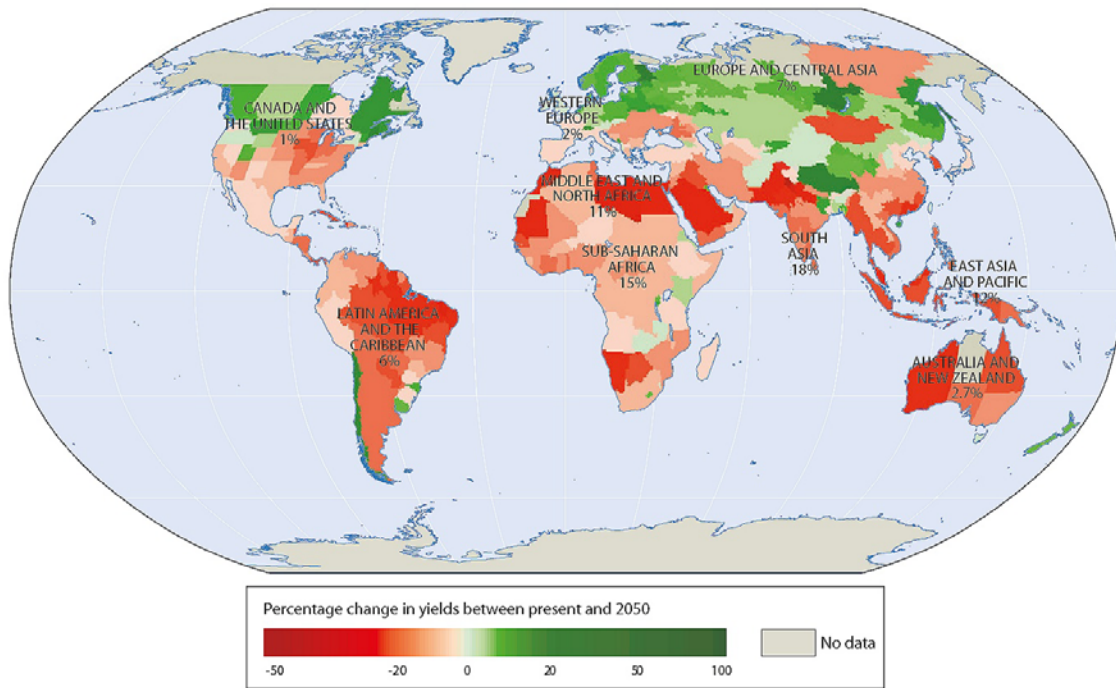 EUROPE AND CENTRAL ASIA
7%
CANADA AND
THE UNITED STATES
1%
WESTERN
EUROPE
2%
MIDDLE EAST AND
NORTH AFRICA
11%
SUB-SAHARAN
AFRICA
15%
SOUTH
ASIA
18%
EAST ASIA
AND PACIFIC
12%
LATIN AMERICA
AND THE
CARIBBEAN
6%
AUSTRALIA AND
NEW ZEALAND
2.7%
Percentage change in yields between present and 2050
No data
-50 -20 0 20 50 100